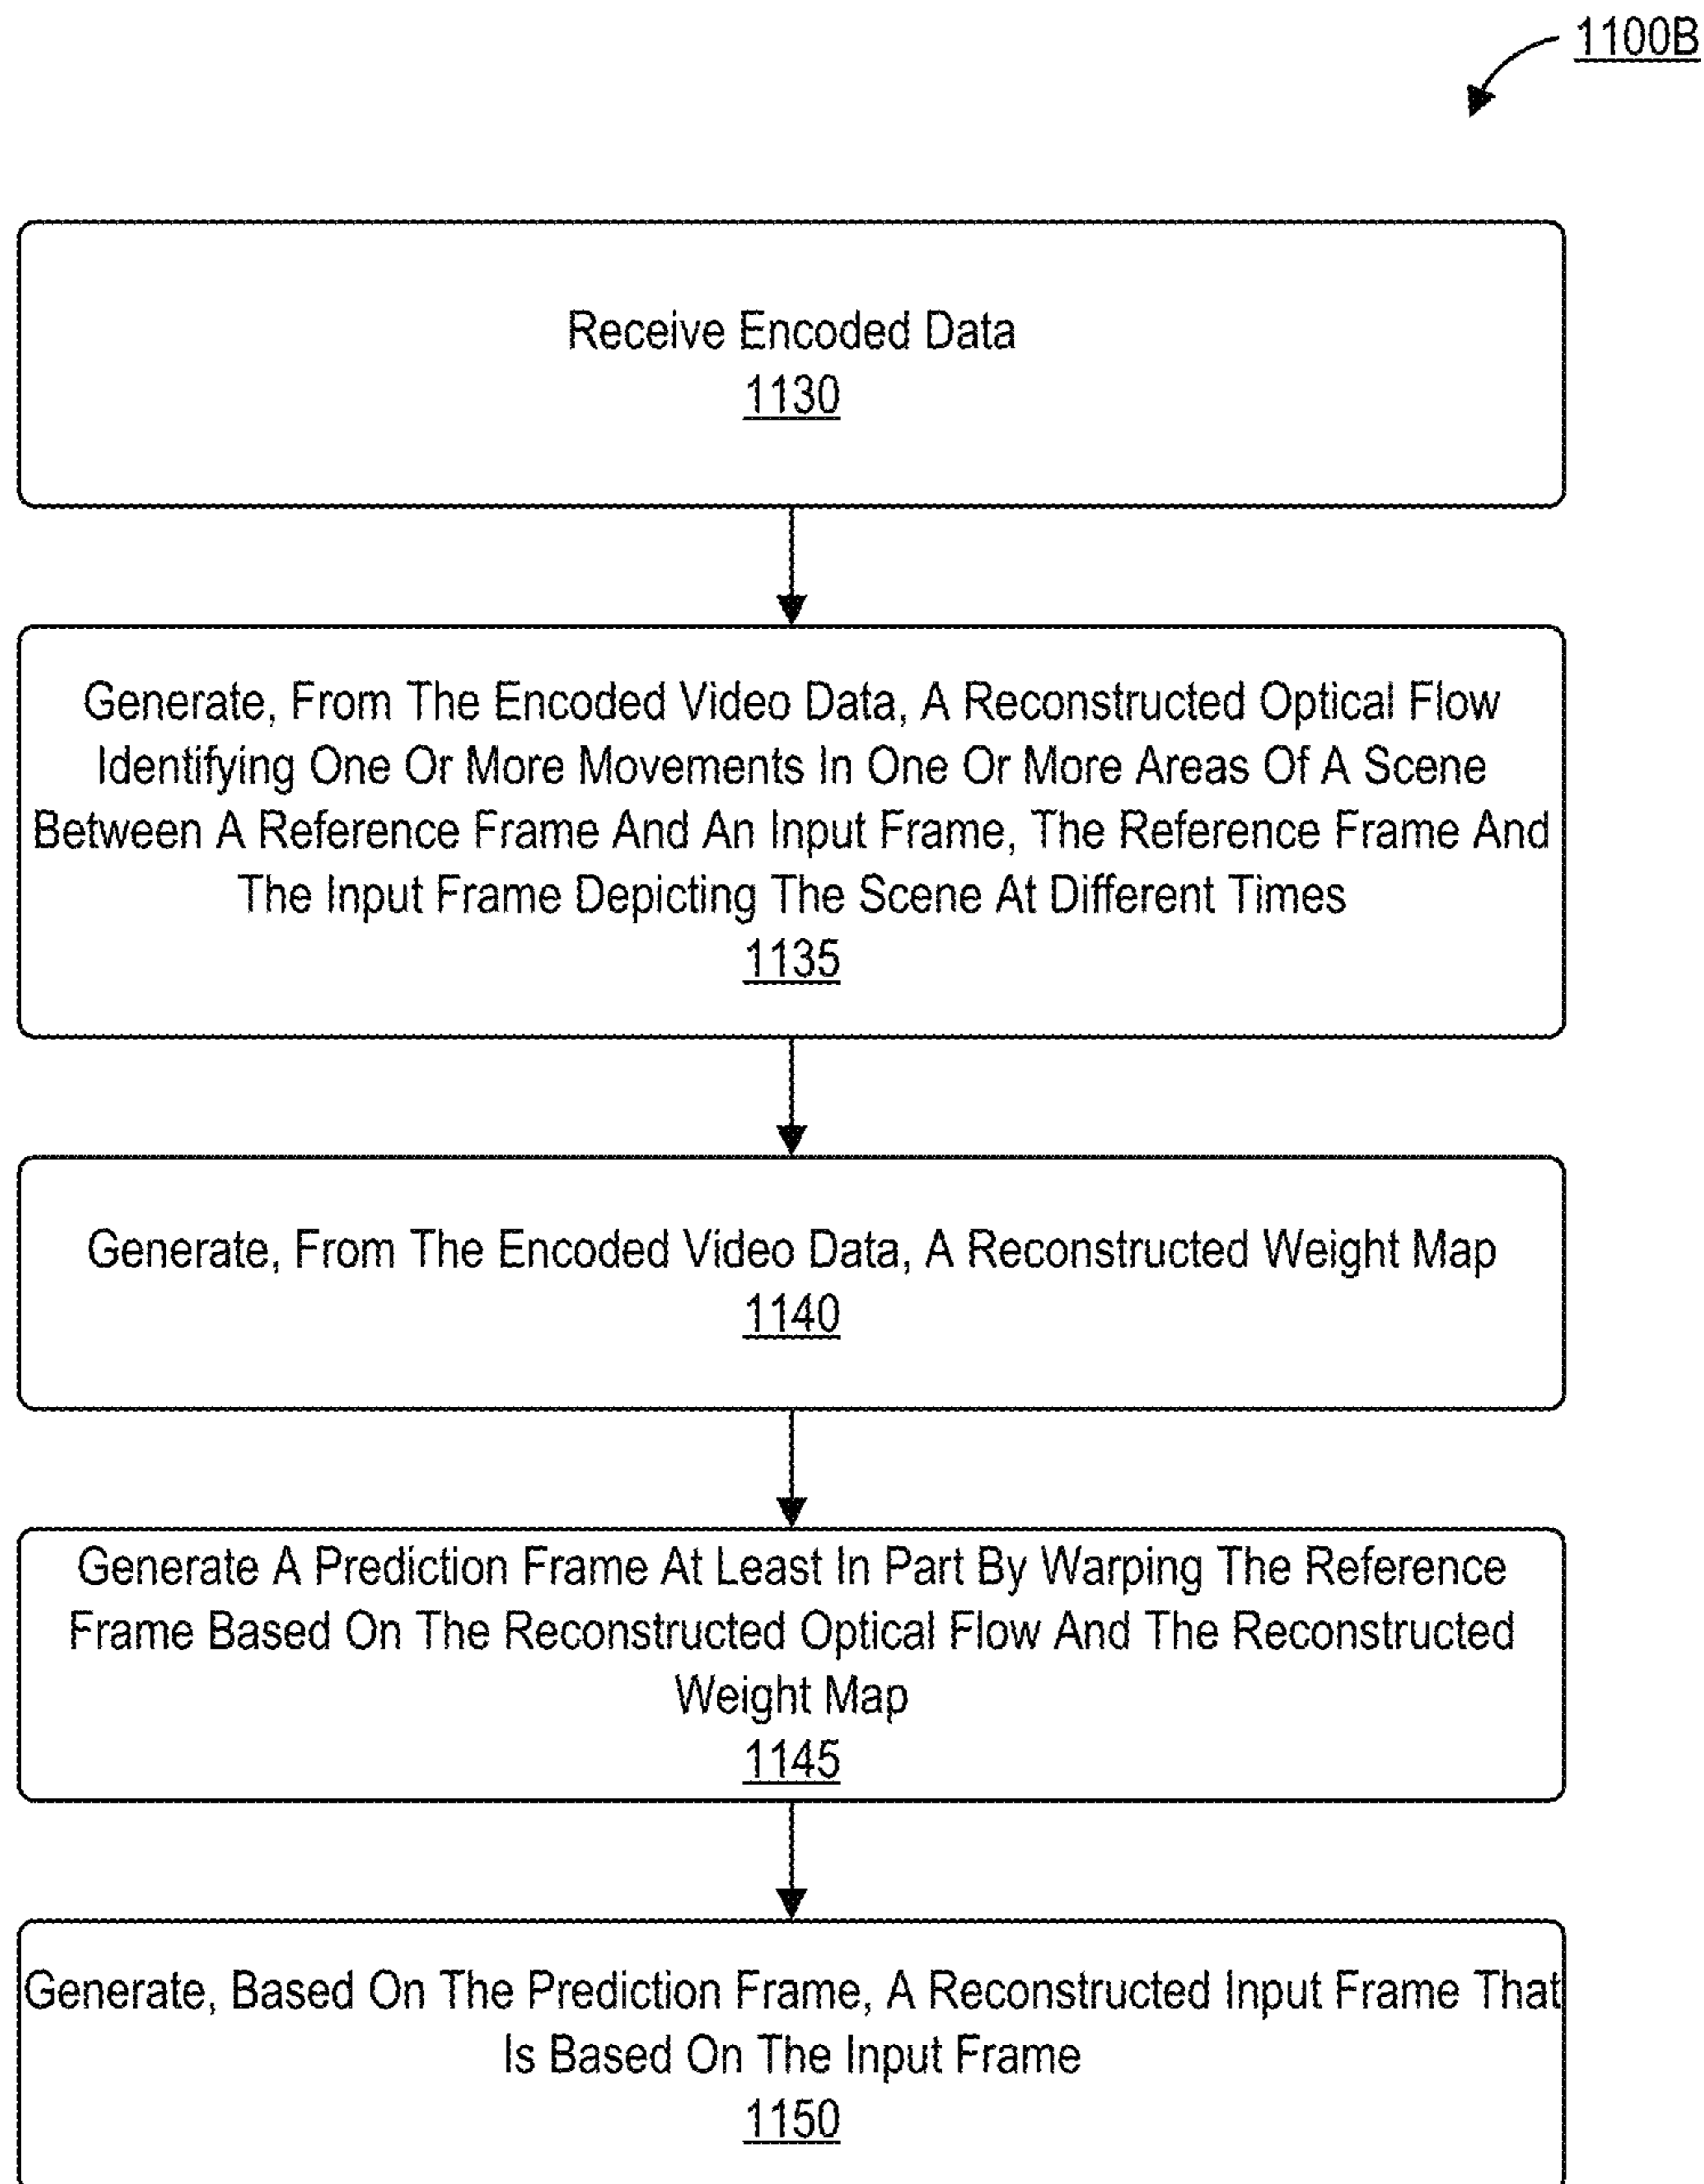 1100B
Receive Encoded Data
1130
Generate, From The Encoded Video Data, A Reconstructed Optical Flow
Identifying One Or More Movements In One Or More Areas Of A Scene
Between A Reference Frame And An Input Frame, The Reference Frame And
The Input Frame Depicting The Scene At Different Times
1135
Generate, From The Encoded Video Data, A Reconstructed Weight Map
1140
Generate A Prediction Frame At Least In Part By Warping The Reference
Frame Based On The Reconstructed Optical Flow And The Reconstructed
Weight Map
1145
Generate, Based On The Prediction Frame, A Reconstructed Input Frame That
Is Based On The Input Frame
1150